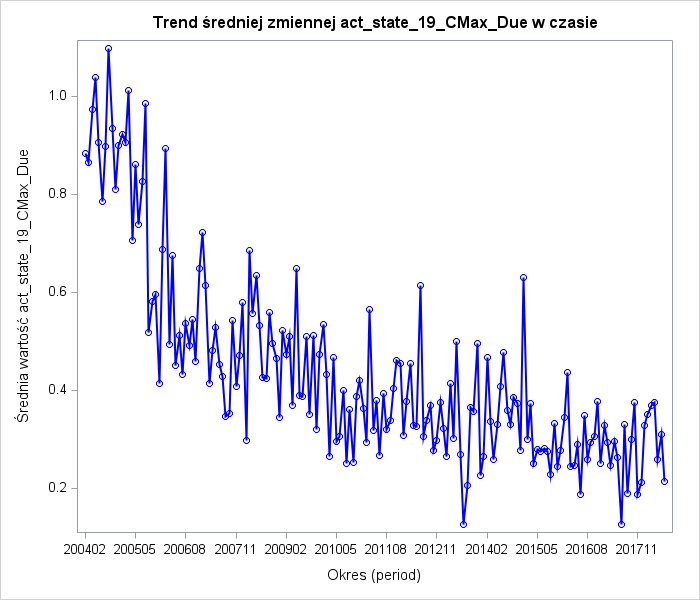 Trend średniej zmiennej act_state_19_CMax_Due w czasie
Średnia wartość act_state_19_CMax_Due
1.0
0.8
0.6
0.4
0.2
200402 200505 200608 200711 200902 201005 201108 201211 201402 201505 201608 201711
Okres (period)